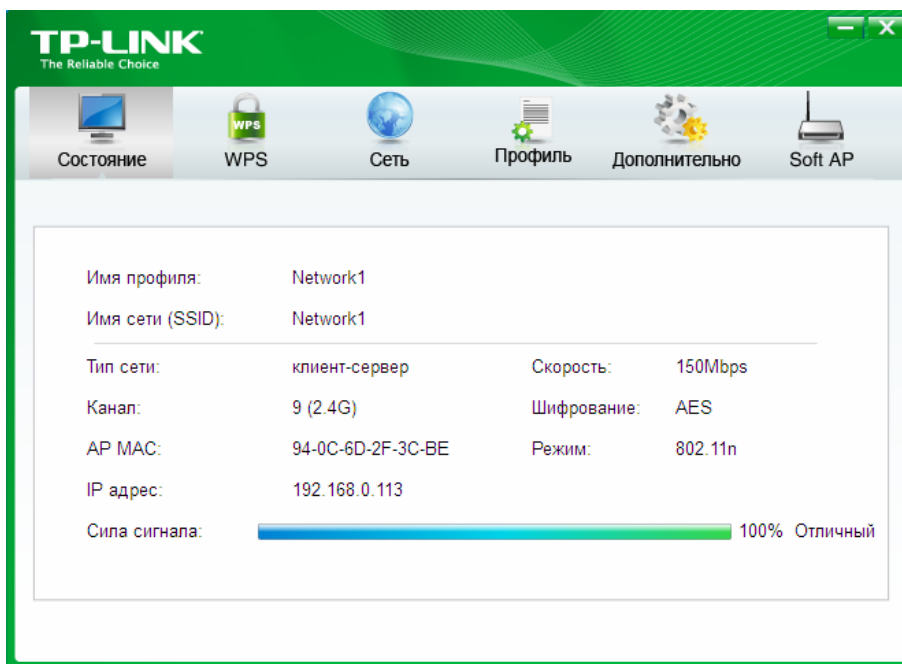 TP-LINK
The Reliable Choice
WPS
Состояние WPS Сеть Профиль Дополнительно Soft AP
Имя профиля: Network1
Имя сети (SSID): Network1
Тип сети: клиент-сервер Скорость: 150Mbps
Канал: 9 (2.4G) Шифрование: AES
AP MAC: 94-0C-6D-2F-3C-BE Режим: 802.11n
IP адрес: 192.168.0.113
Сила сигнала: 100% Отличный